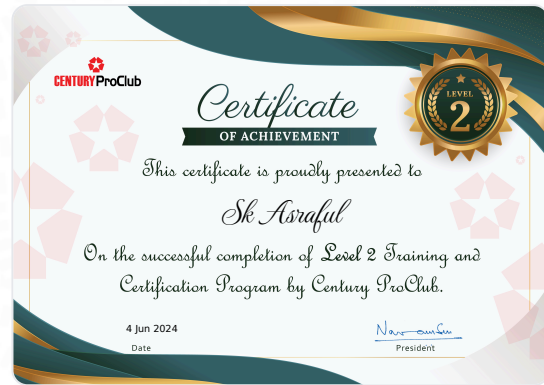 CENTURY ProClub
LEVEL
2
Certificate
OF ACHIEVEMENT
This certificate is proudly presented to
Sk Asraful
On the successful completion of Level 2 Training and
Certification Program by Century ProClub.
4 Jun 2024
Date
President